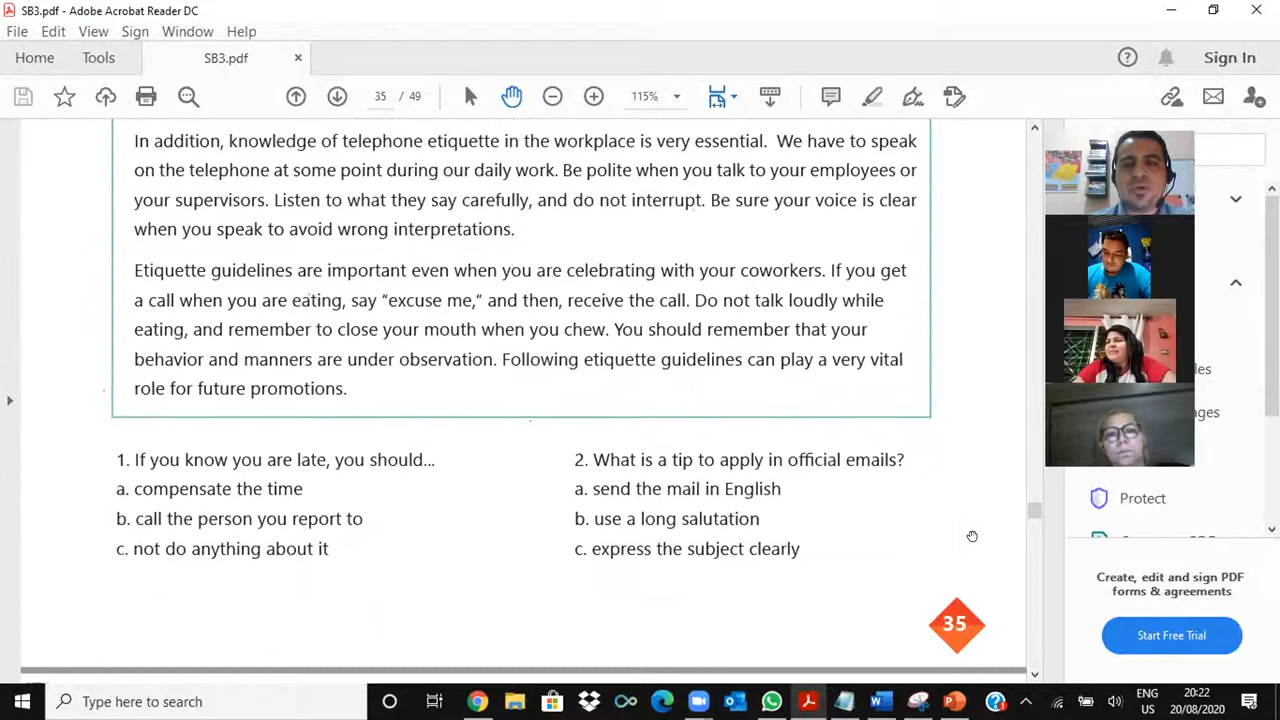 SB3.pdf - Adobe Acrobat Reader DC
File Edit View Sign Window Help
Home Tools SB3.pdf × Sign In
35 / 49 115%
In addition, knowledge of telephone etiquette in the workplace is very essential. We have to speak
on the telephone at some point during our daily work. Be polite when you talk to your employees or
your supervisors. Listen to what they say carefully, and do not interrupt. Be sure your voice is clear
when you speak to avoid wrong interpretations.
Etiquette guidelines are important even when you are celebrating with your coworkers. If you get
a call when you are eating, say “excuse me,” and then, receive the call. Do not talk loudly while
eating, and remember to close your mouth when you chew. You should remember that your
behavior and manners are under observation. Following etiquette guidelines can play a very vital
role for future promotions.
1. If you know you are late, you should...
a. compensate the time
b. call the person you report to
c. not do anything about it
2. What is a tip to apply in official emails?
a. send the mail in English
b. use a long salutation
c. express the subject clearly
35
Protect
Create, edit and sign PDF
forms & agreements
Start Free Trial
Type here to search
ENG
US
20:22
20/08/2020